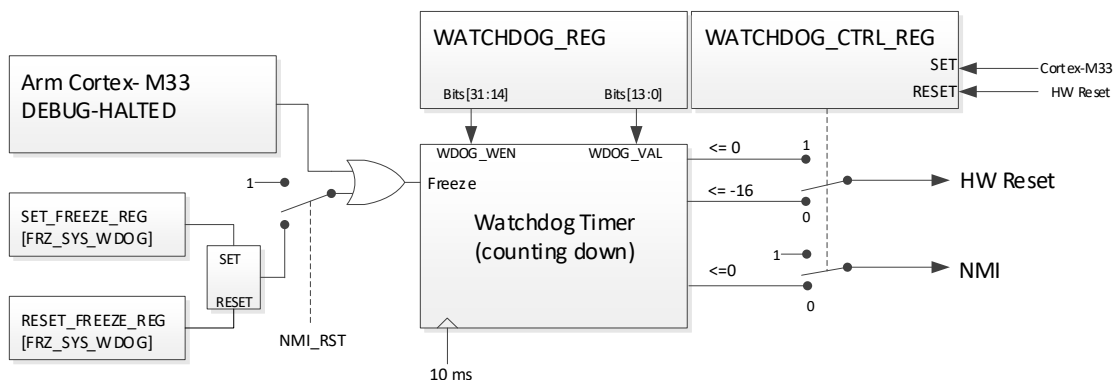 WATCHDOG_REG
Bits[31:14]
Bits[13:0]
WATCHDOG_CTRL_REG
SET
RESET
Cortex-M33
HW Reset
Arm Cortex- M33
DEBUG-HALTED
SET_FREEZE_REG
[FRZ_SYS_WDOG]
RESET_FREEZE_REG
[FRZ_SYS_WDOG]
SET
RESET
1
NMI_RST
WDOG_WEN
WDOG_VAL
Freeze
Watchdog Timer
(counting down)
10 ms
<= 0
<= -16
<=0
1
0
HW Reset
1
0
NMI